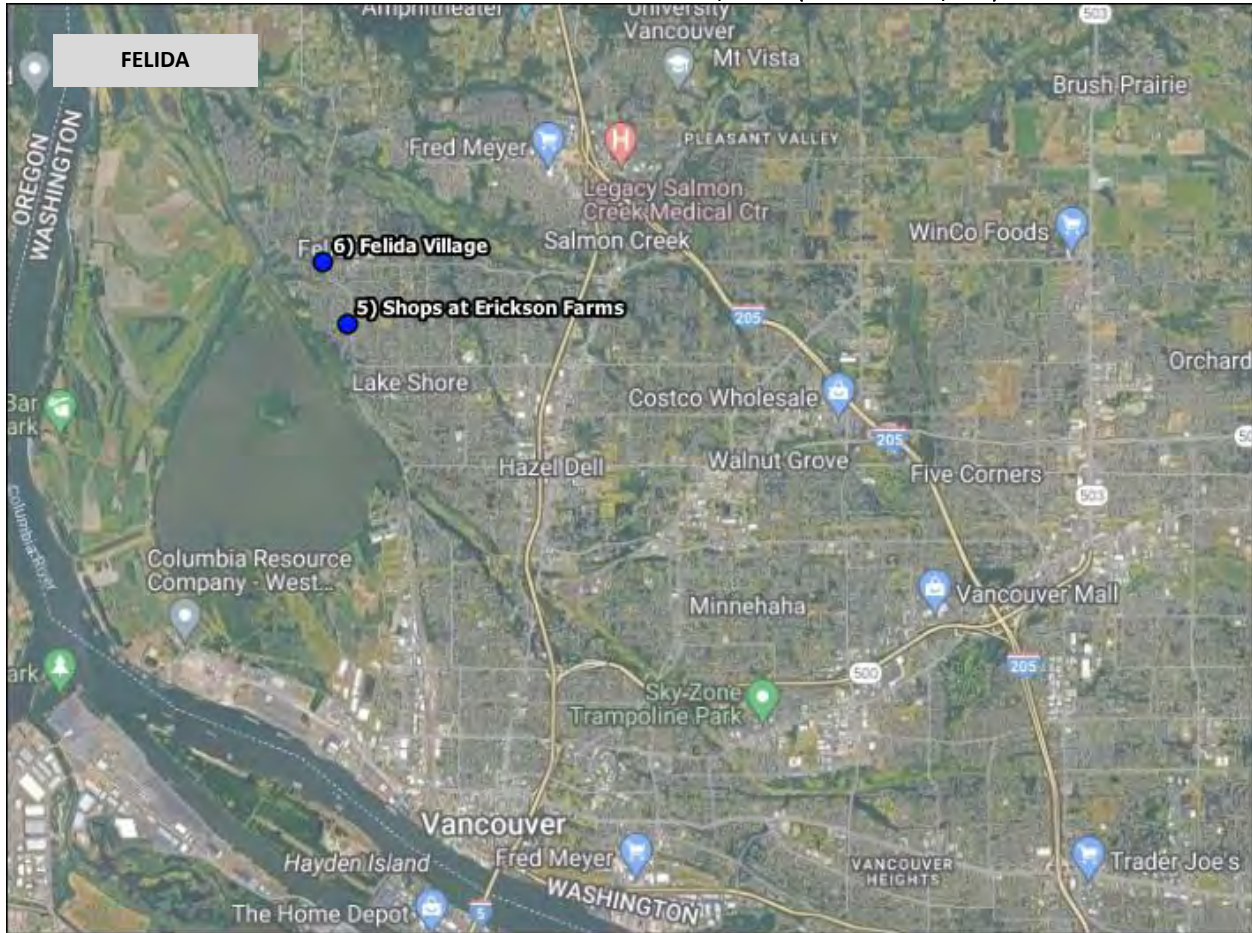 Amphitheater
University
Vancouver
503
FELIDA
Mt Vista
Brush Prairie
OREGON
WASHINGTON
Fred Meyer
H
PLEASANT VALLEY
Legacy Salmon
Creek Medical Ctr
6) Felida Village
Salmon Creek
WinCo Foods
5) Shops at Erickson Farms
205
Orchard
Lake Shore
Costco Wholesale
205
Hazel Dell
Walnut Grove
Five Corners
503
Columbia River
Columbia Resource
Company - West...
Minnehaha
Vancouver Mall
500
205
Sky Zone
Trampoline Park
Vancouver
Hayden Island
Fred Meyer
VANCOUVER
HEIGHTS
Trader Joe's
WASHINGTON
The Home Depot
5